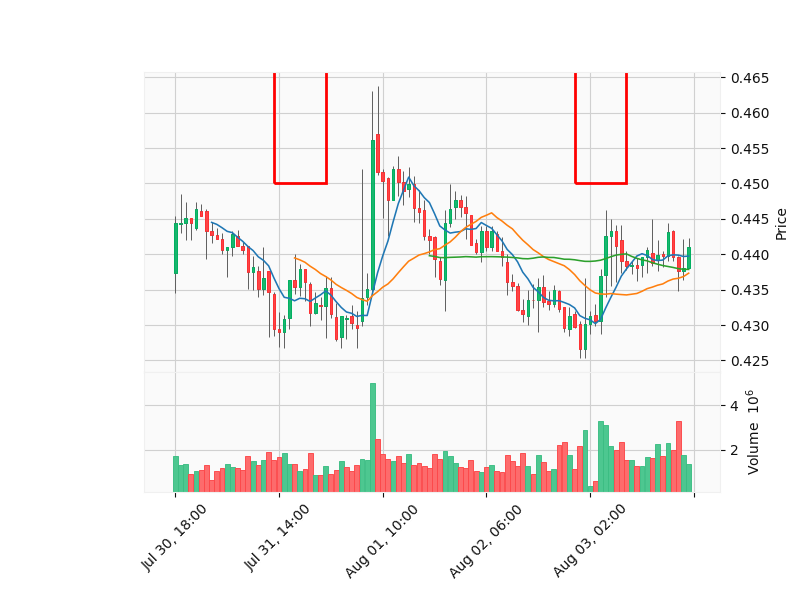 0.465
0.460
0.455
0.450
0.445
0.440
0.435
0.430
0.425
Price
4
2
Volume 10⁶
Jul 30, 18:00
Jul 31, 14:00
Aug 01, 10:00
Aug 02, 06:00
Aug 03, 02:00